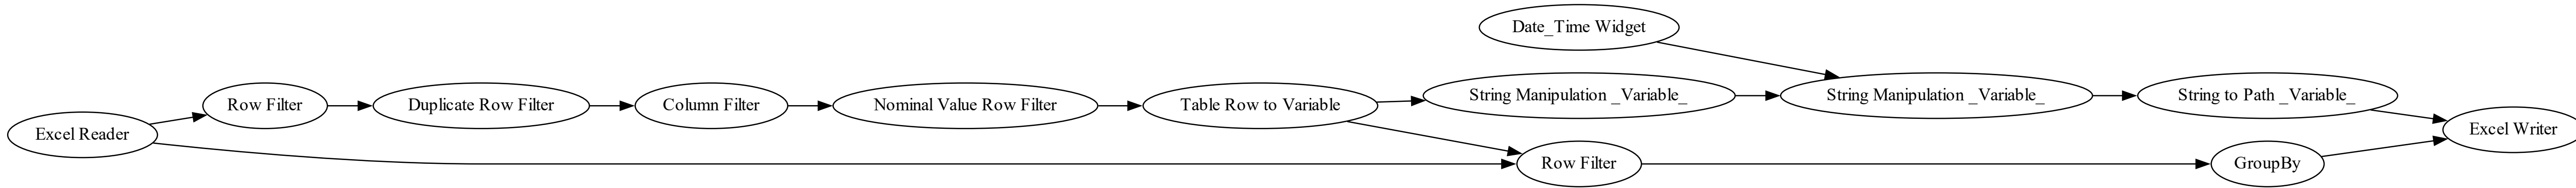 Date_Time Widget
Excel Reader
Row Filter
Duplicate Row Filter
Column Filter
Nominal Value Row Filter
Table Row to Variable
String Manipulation _Variable_
String Manipulation _Variable_
String to Path _Variable_
Excel Writer
Row Filter
GroupBy